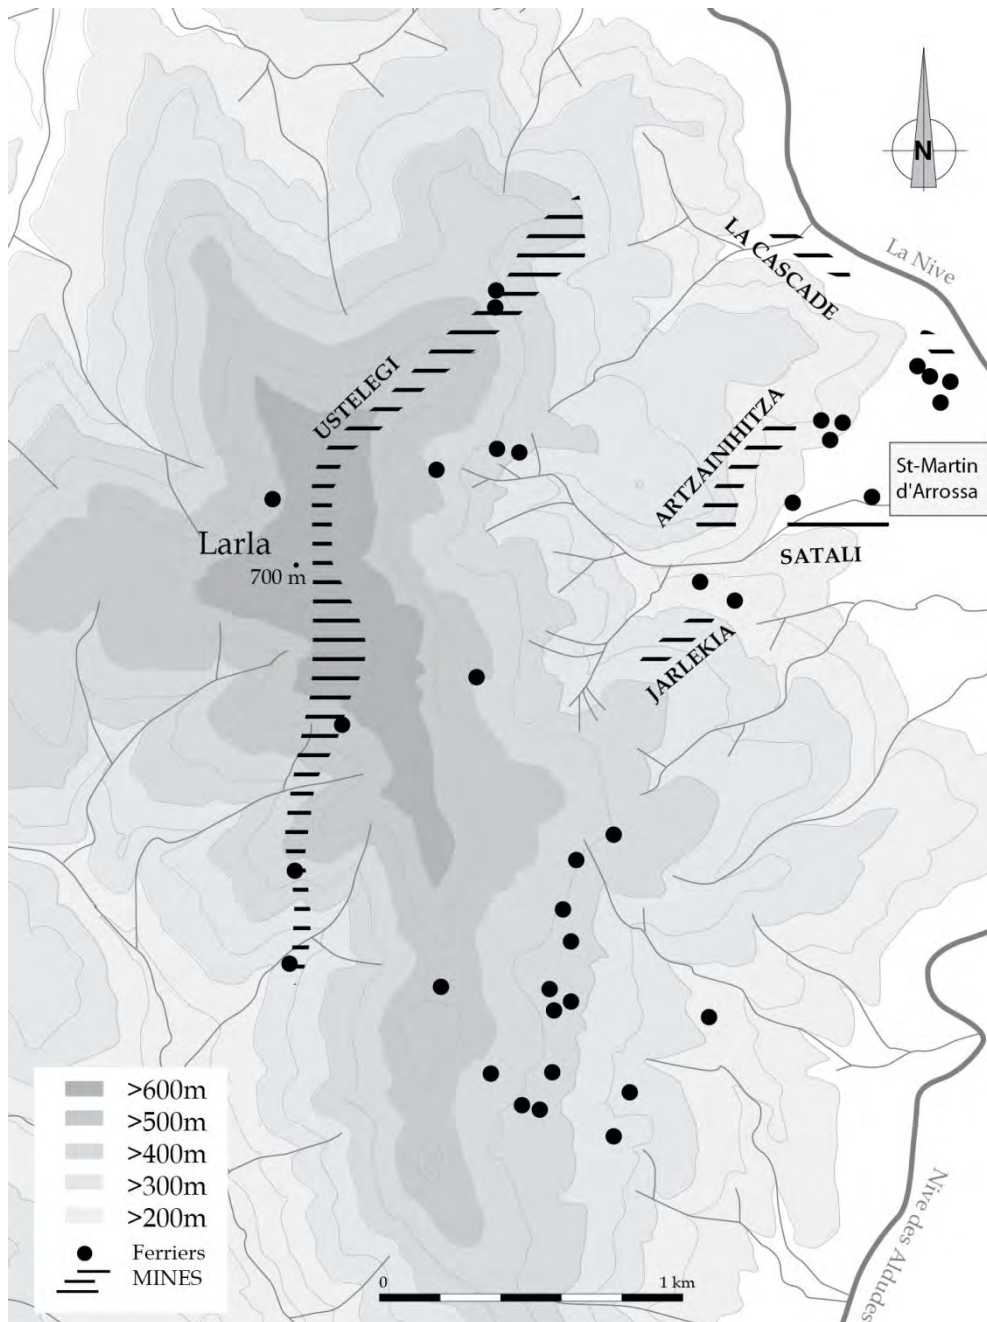 N
LA CASCADE
La Nive
USTELEGI
ARTZAINIHITZA
St-Martin
d'Arrossa
Larla
700 m
SATALI
JARLEKIA
>600m
>500m
>400m
>300m
>200m
Ferriers
MINES
0
1 km
Nive des Aldudes